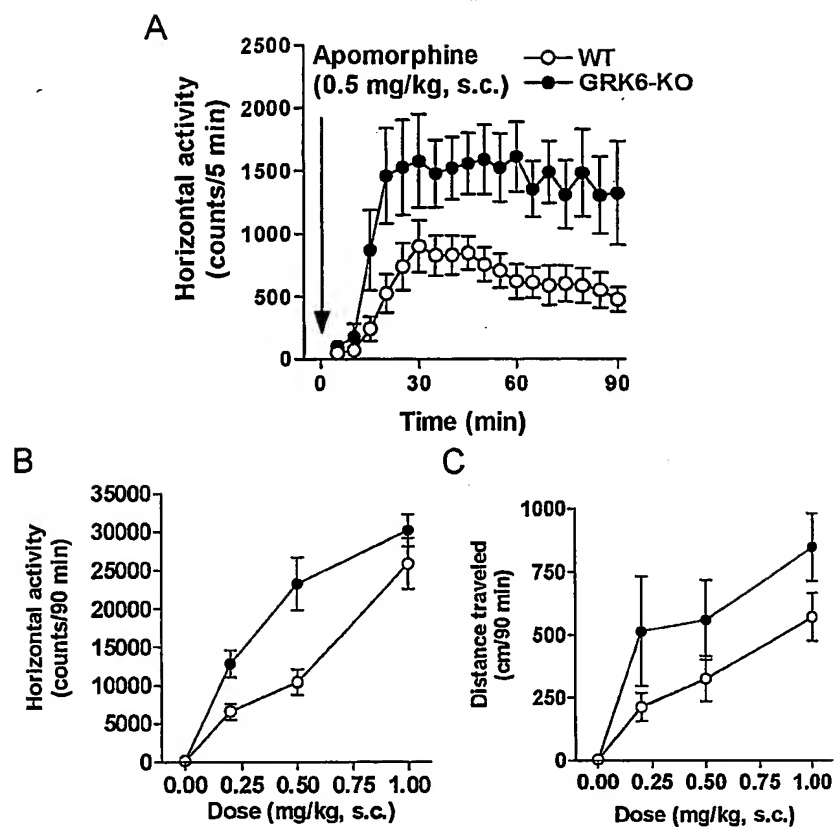 A
Apomorphine
(0.5 mg/kg, s.c.)
WT
GRK6-KO
Horizontal activity
(counts/5 min)
2500
2000
1500
1000
500
0
0 30 60 90
Time (min)
B
Horizontal activity
(counts/90 min)
35000
30000
25000
20000
15000
10000
5000
0
0.00 0.25 0.50 0.75 1.00
Dose (mg/kg, s.c.)
C
Distance traveled
(cm/90 min)
1000
750
500
250
0
0.00 0.25 0.50 0.75 1.00
Dose (mg/kg, s.c.)